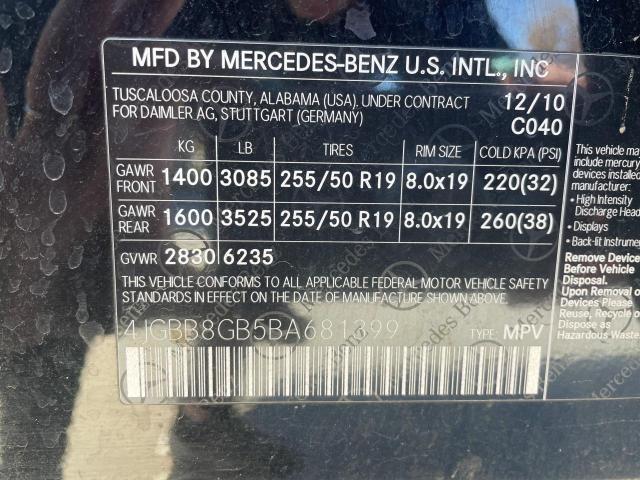 MFD BY MERCEDES-BENZ U.S. INTL., INC
TUSCALOOSA COUNTY, ALABAMA (USA). UNDER CONTRACT
FOR DAIMLER AG, STUTTGART (GERMANY)
12/10
C040
KG LB TIRES RIM SIZE COLD KPA (PSI)
GAWR FRONT 1400 3085 255/50 R19 8.0x19 220(32)
GAWR REAR 1600 3525 255/50 R19 8.0x19 260(38)
GVWR 2830 6235
THIS VEHICLE CONFORMS TO ALL APPLICABLE FEDERAL MOTOR VEHICLE SAFETY
STANDARDS IN EFFECT ON THE DATE OF MANUFACTURE SHOWN ABOVE.
4JGBB8GB5BA681399
TYPE: MPV
This vehicle may
include mercury
devices installed
manufacturer:
• High Intensity
Discharge Head
• Displays
• Back-lit Instrume
Remove Device
Before Vehicle
Disposal.
Upon Removal of
Devices Please
Reuse, Recycle or
Dispose as
Hazardous Waste